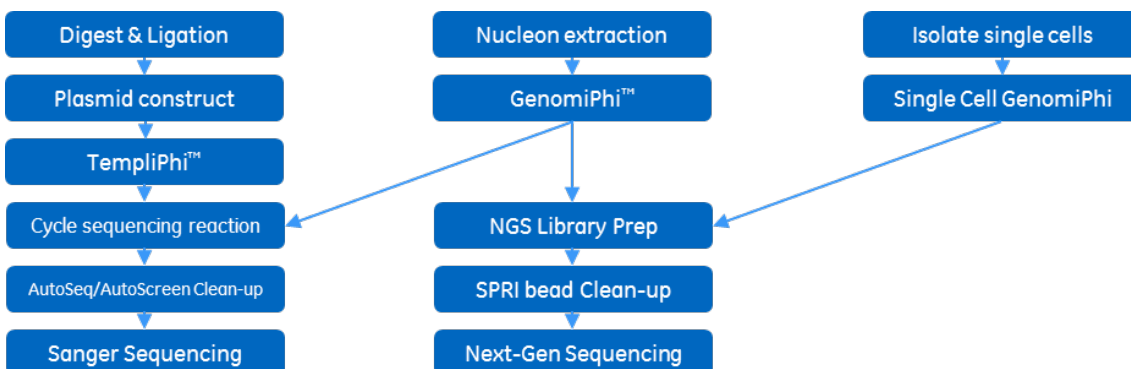 Digest & Ligation
Plasmid construct
TempliPhi™
Cycle sequencing reaction
AutoSeq/AutoScreen Clean-up
Sanger Sequencing
Nucleon extraction
GenomiPhi™
NGS Library Prep
SPRI bead Clean-up
Next-Gen Sequencing
Isolate single cells
Single Cell GenomiPhi